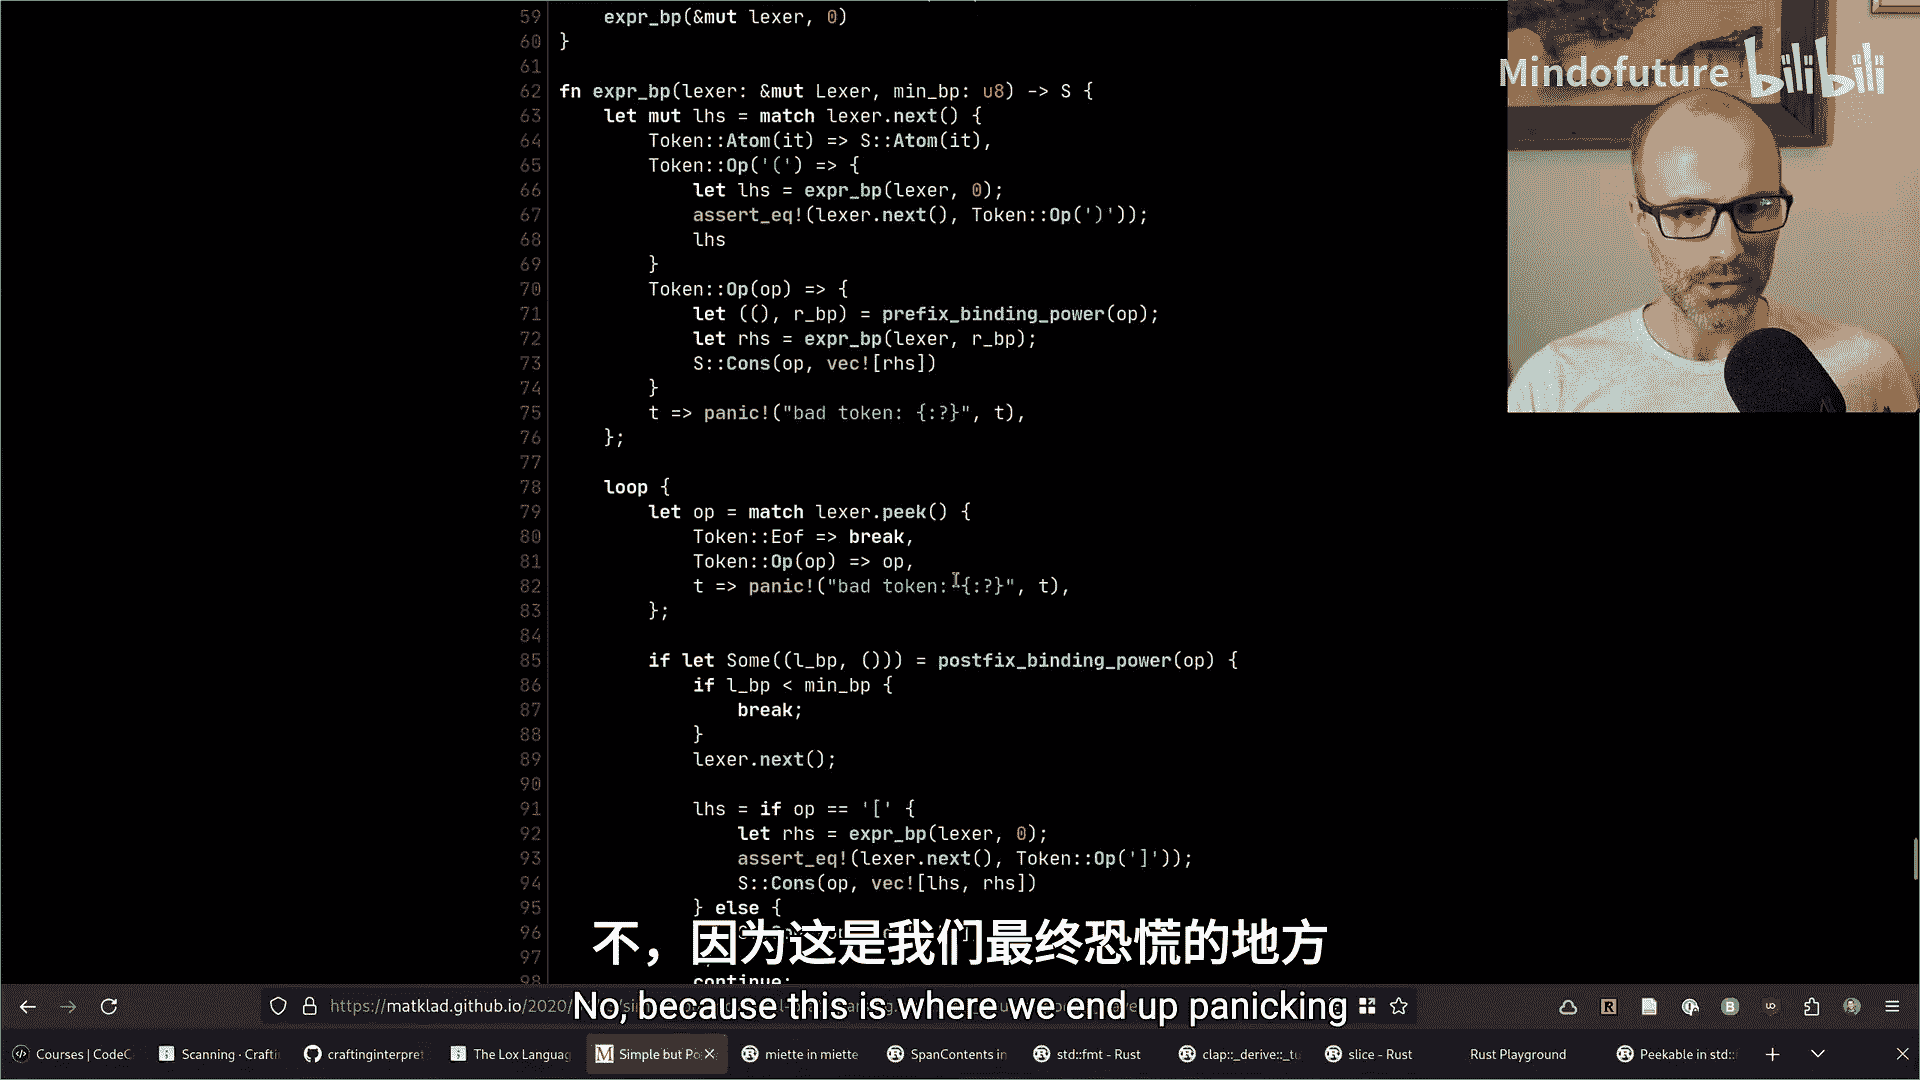 59 expr_bp(&mut lexer, 0)
60 }
61
62 fn expr_bp(lexer: &mut Lexer, min_bp: u8) -> S {
63 let mut lhs = match lexer.next() {
64 Token::Atom(it) => S::Atom(it),
65 Token::Op('(') => {
66 let lhs = expr_bp(lexer, 0);
67 assert_eq!(lexer.next(), Token::Op(')'));
68 lhs
69 }
70 Token::Op(op) => {
71 let ((), r_bp) = prefix_binding_power(op);
72 let rhs = expr_bp(lexer, r_bp);
73 S::Cons(op, vec![rhs])
74 }
75 t => panic!("bad token: {:?}", t),
76 };
77
78 loop {
79 let op = match lexer.peek() {
80 Token::Eof => break,
81 Token::Op(op) => op,
82 t => panic!("bad token: {:?}", t),
83 };
84
85 if let Some((l_bp, ())) = postfix_binding_power(op) {
86 if l_bp < min_bp {
87 break;
88 }
89 lexer.next();
90
91 lhs = if op == '[' {
92 let rhs = expr_bp(lexer, 0);
93 assert_eq!(lexer.next(), Token::Op(']'));
94 S::Cons(op, vec![lhs, rhs])
95 } else {
96
97
98 continue;
Mindofuture bilibili
不，因为这是我们最终恐慌的地方
No, because this is where we end up panicking
https://matklad.github.io/2020/
Courses | CodeC
Scanning · Crafti
craftinginterpret
The Lox Languag
Simple but Po
miette in miette
SpanContents in
std::fmt - Rust
clap::_derive::_tu
slice - Rust
Rust Playground
Peekable in std::